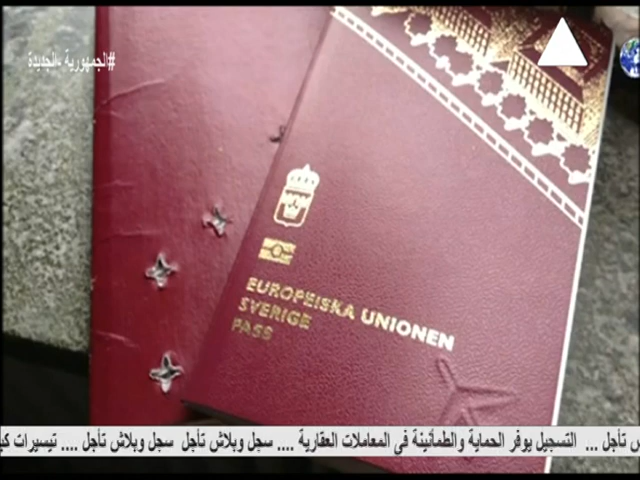 #الجمهورية_الجديدة
EUROPEISKA UNIONEN
SVERIGE
PASS
تأجل ... التسجيل يوفر الحماية والطمأنينة في المعاملات العقارية .... سجل وبلاش تأجل سجل وبلاش تأجل .... تيسيرات